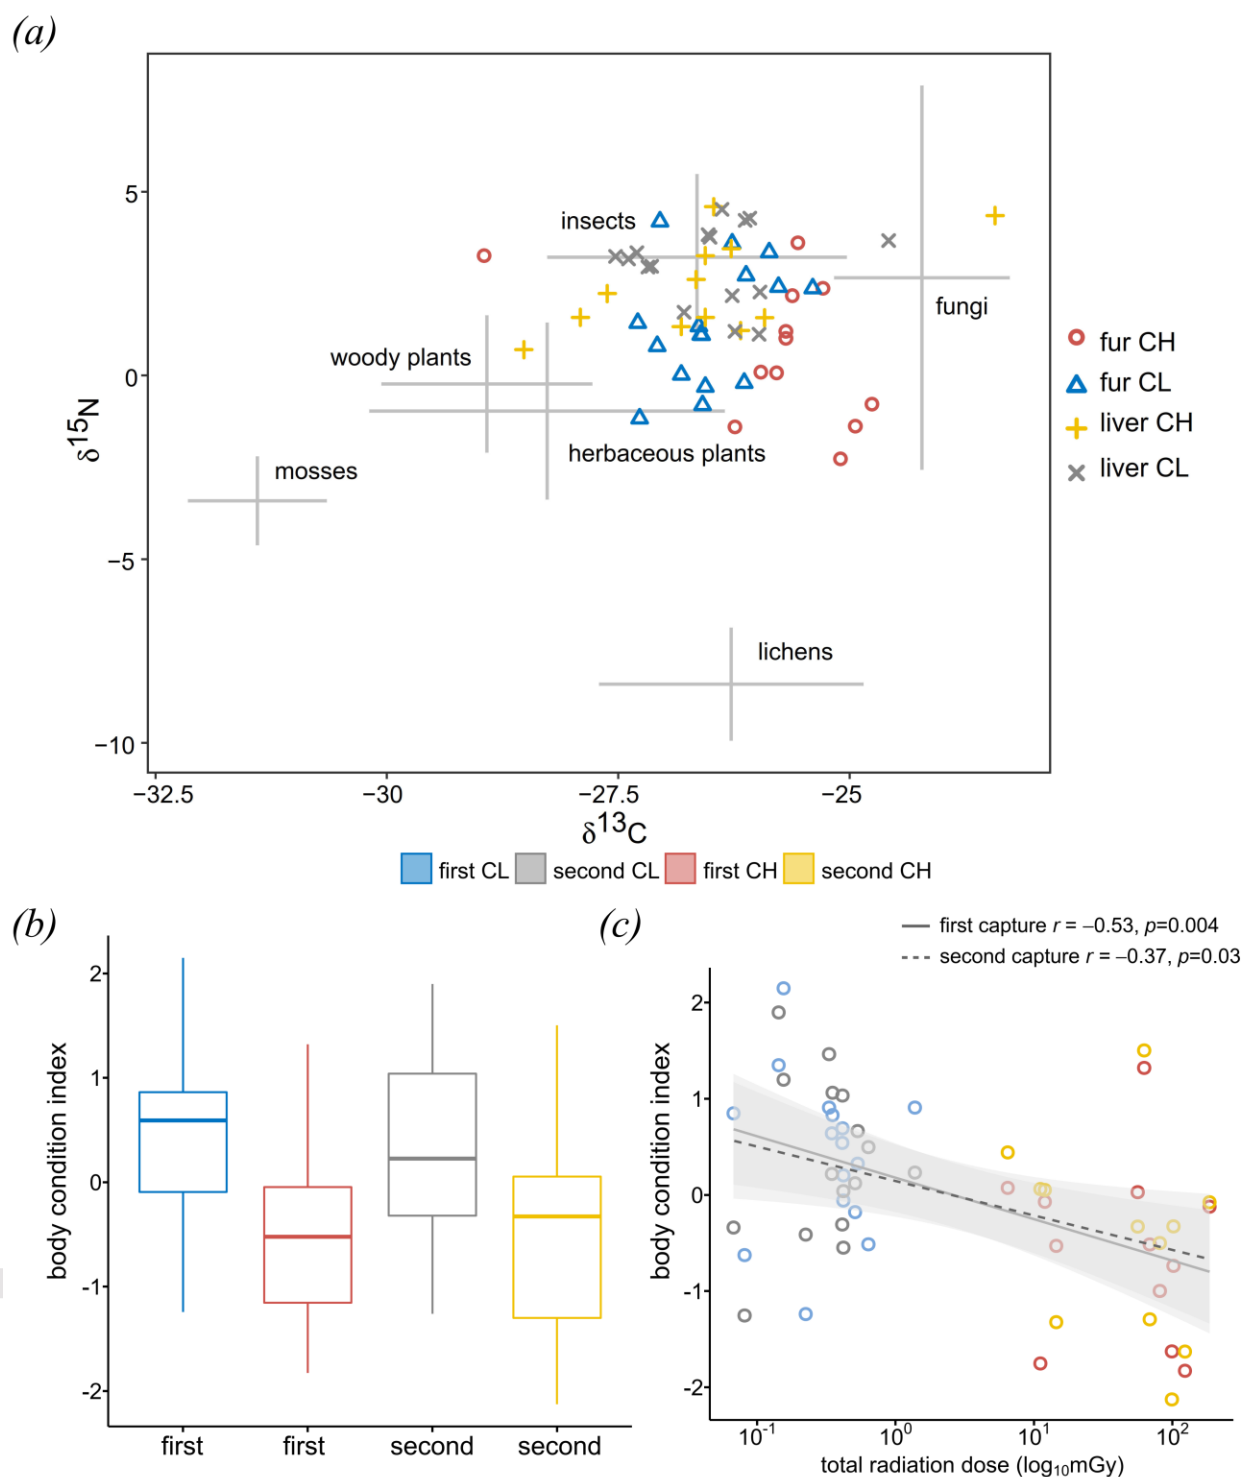 (a)
5
0
−5
−10
δ15N
insects
fungi
woody plants
herbaceous plants
mosses
lichens
fur CH
fur CL
liver CH
liver CL
−32.5 −30 −27.5 −25
δ13C
first CL second CL first CH second CH
(b)
2
1
0
-1
-2
body condition index
first first second second
(c)
first capture r = −0.53, p=0.004
second capture r = −0.37, p=0.03
2
1
0
-1
-2
body condition index
10-1 100 101 102
total radiation dose (log10mGy)